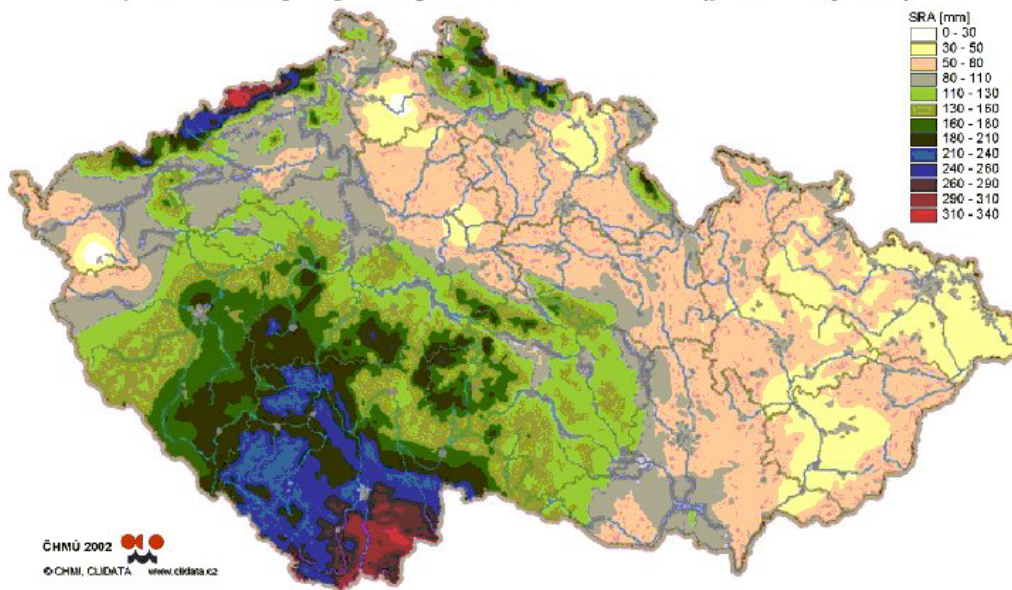 SRA [mm]
0 - 30
30 - 50
50 - 80
80 - 110
110 - 130
130 - 160
160 - 180
180 - 210
210 - 240
240 - 260
260 - 290
290 - 310
310 - 340
ČHMÚ 2002
© CHMI, CLIDATA www.clidata.cz